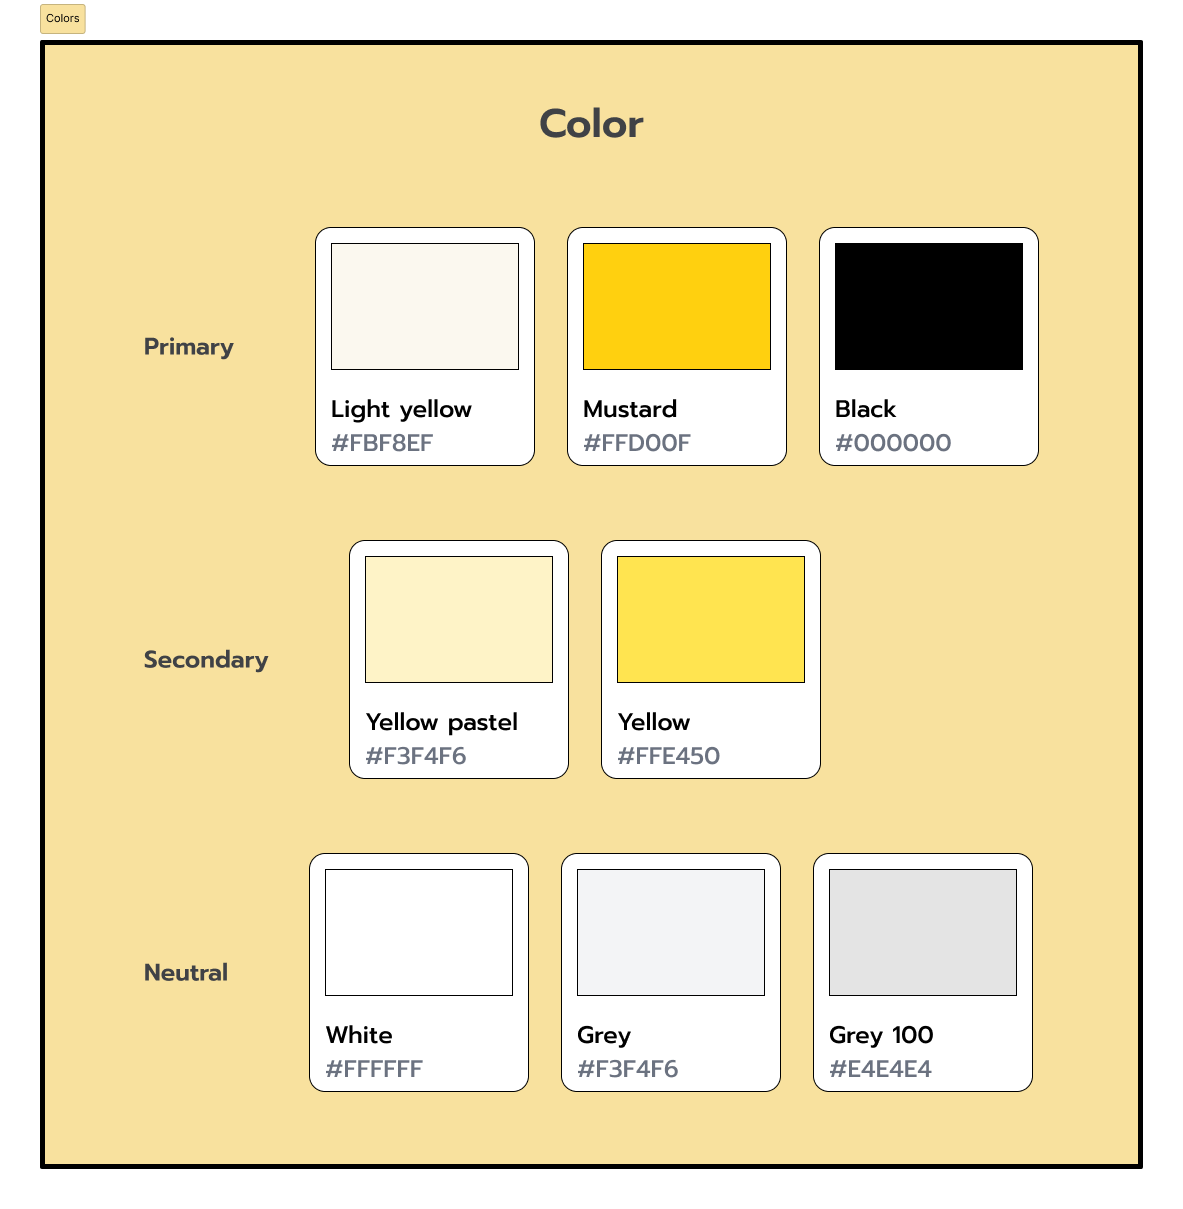 Colors
Color
Primary
Light yellow
#FBF8EF
Mustard
#FFD00F
Black
#000000
Secondary
Yellow pastel
#F3F4F6
Yellow
#FFE450
Neutral
White
#FFFFFF
Grey
#F3F4F6
Grey 100
#E4E4E4